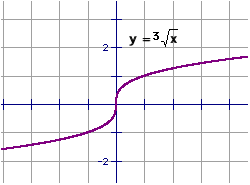 y = ³√x
2
-2